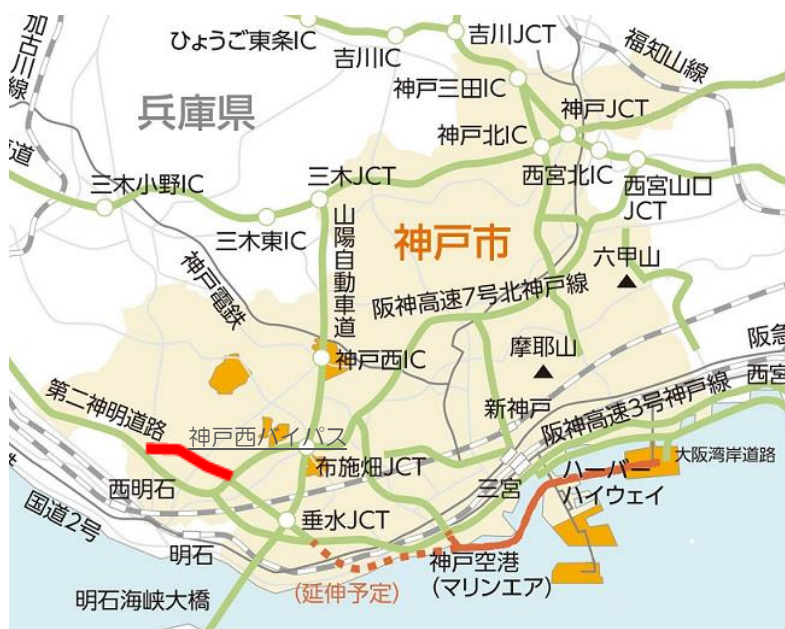 加古川線
ひょうご東条IC
吉川IC
吉川JCT
福知山線
神戸三田IC
兵庫県
神戸JCT
神戸北IC
道
西宮北IC
西宮山口
JCT
三木小野IC
三木JCT
三木東IC
山陽自動車道
神戸市
六甲山
神戸電鉄
阪神高速7号北神戸線
神戸西IC
摩耶山
阪急
西宮
第二神明道路
新神戸
阪神高速3号神戸線
神戸西バイパス
布施畑JCT
大阪湾岸道路
西明石
三宮
ハーバー
ハイウェイ
国道2号
垂水JCT
明石
神戸空港
(マリンエア)
(延伸予定)
明石海峡大橋